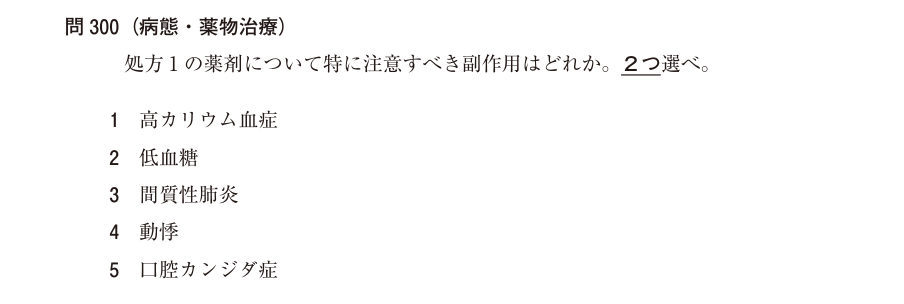 問 300（病態・薬物治療）
処方１の薬剤について特に注意すべき副作用はどれか。２つ選べ。
1 高カリウム血症
2 低血糖
3 間質性肺炎
4 動悸
5 口腔カンジダ症